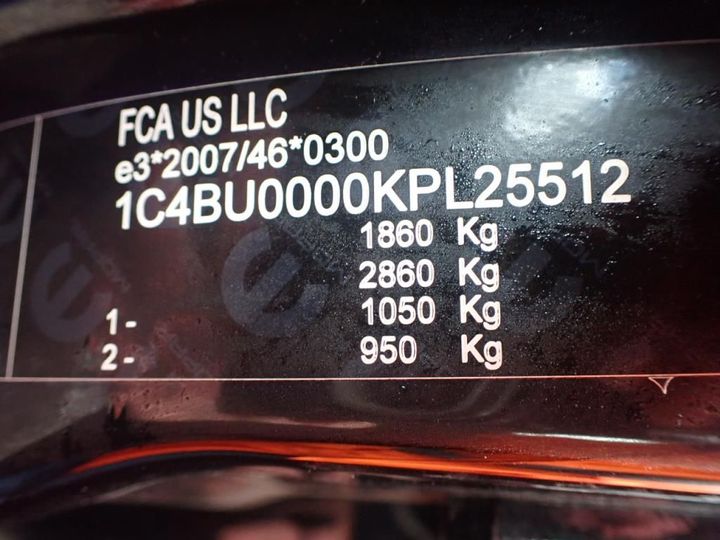 FCA US LLC
e3*2007/46*0300
1C4BU0000KPL25512
1860 Kg
2860 Kg
1- 1050 Kg
2- 950 Kg